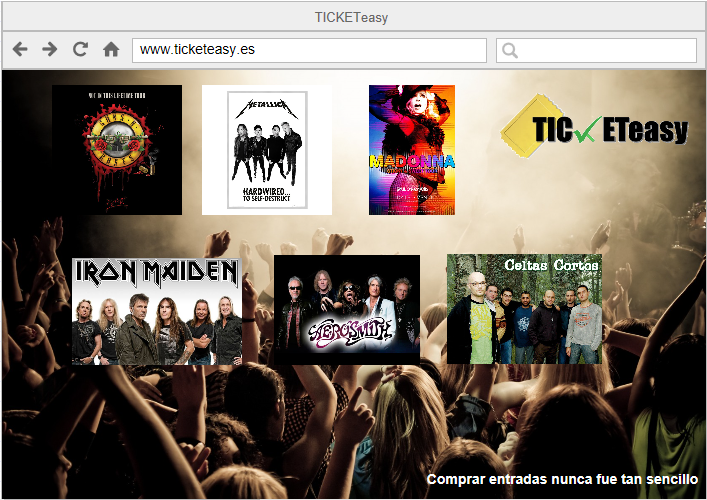 TICKETeasy
www.ticketeasy.es
NOT IN THIS LIFETIME TOUR
GUNS N' ROSES
METALLICA
HARDWIRED...
TO SELF-DESTRUCT
MADONNA
TICKETeasy
IRON MAIDEN
AEROSMITH
Celtas Cortos
Comprar entradas nunca fue tan sencillo